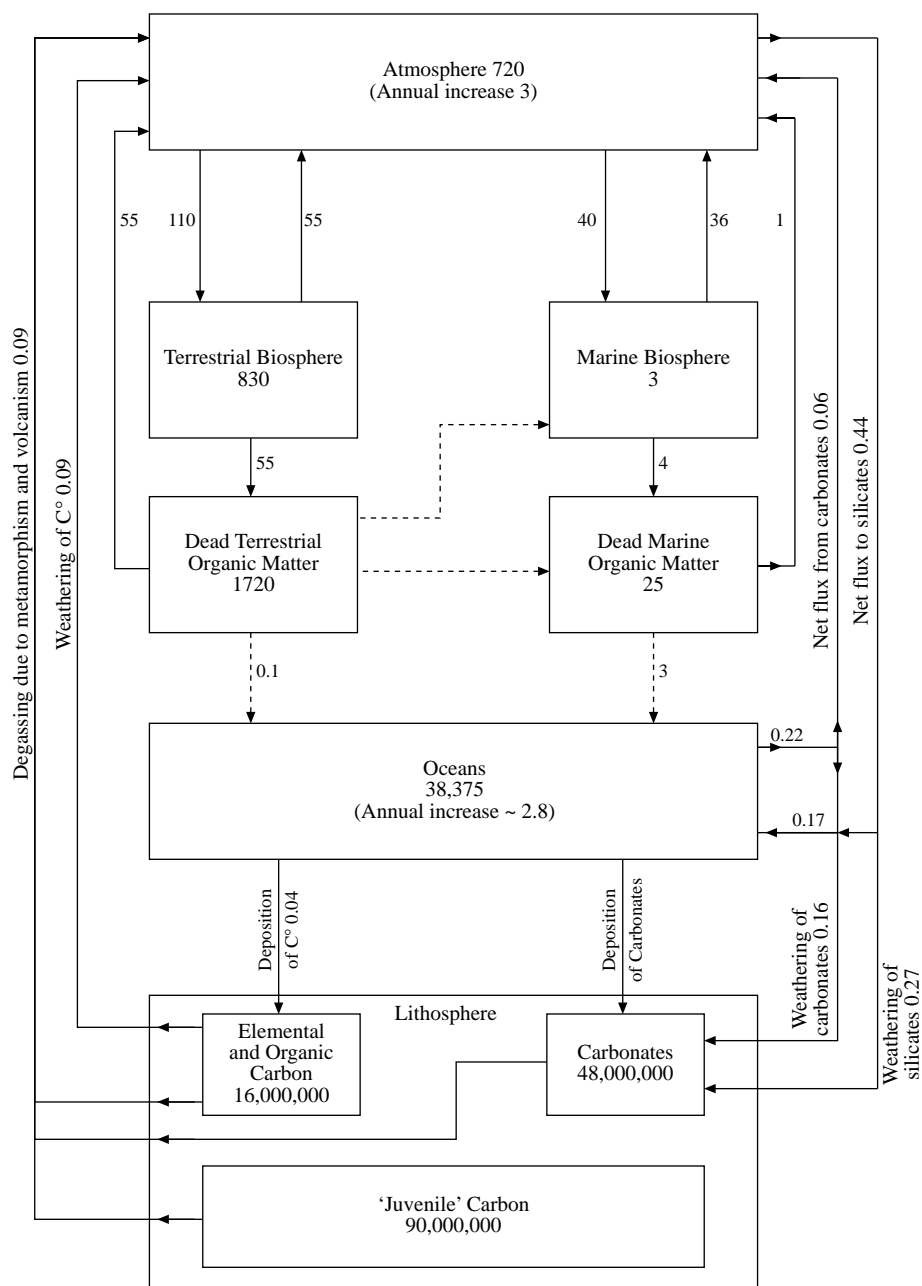 Atmosphere 720
(Annual increase 3)
55
110
55
40
36
1
Terrestrial Biosphere
830
Marine Biosphere
3
55
4
Dead Terrestrial
Organic Matter
1720
Dead Marine
Organic Matter
25
0.1
3
Oceans
38,375
(Annual increase ~ 2.8)
0.22
0.17
Degassing due to metamorphism and volcanism 0.09
Weathering of C° 0.09
Net flux from carbonates 0.06
Net flux to silicates 0.44
Deposition
of C° 0.04
Deposition
of Carbonates
Weathering of
carbonates 0.16
Weathering of
silicates 0.27
Lithosphere
Elemental
and Organic
Carbon
16,000,000
Carbonates
48,000,000
‘Juvenile’ Carbon
90,000,000